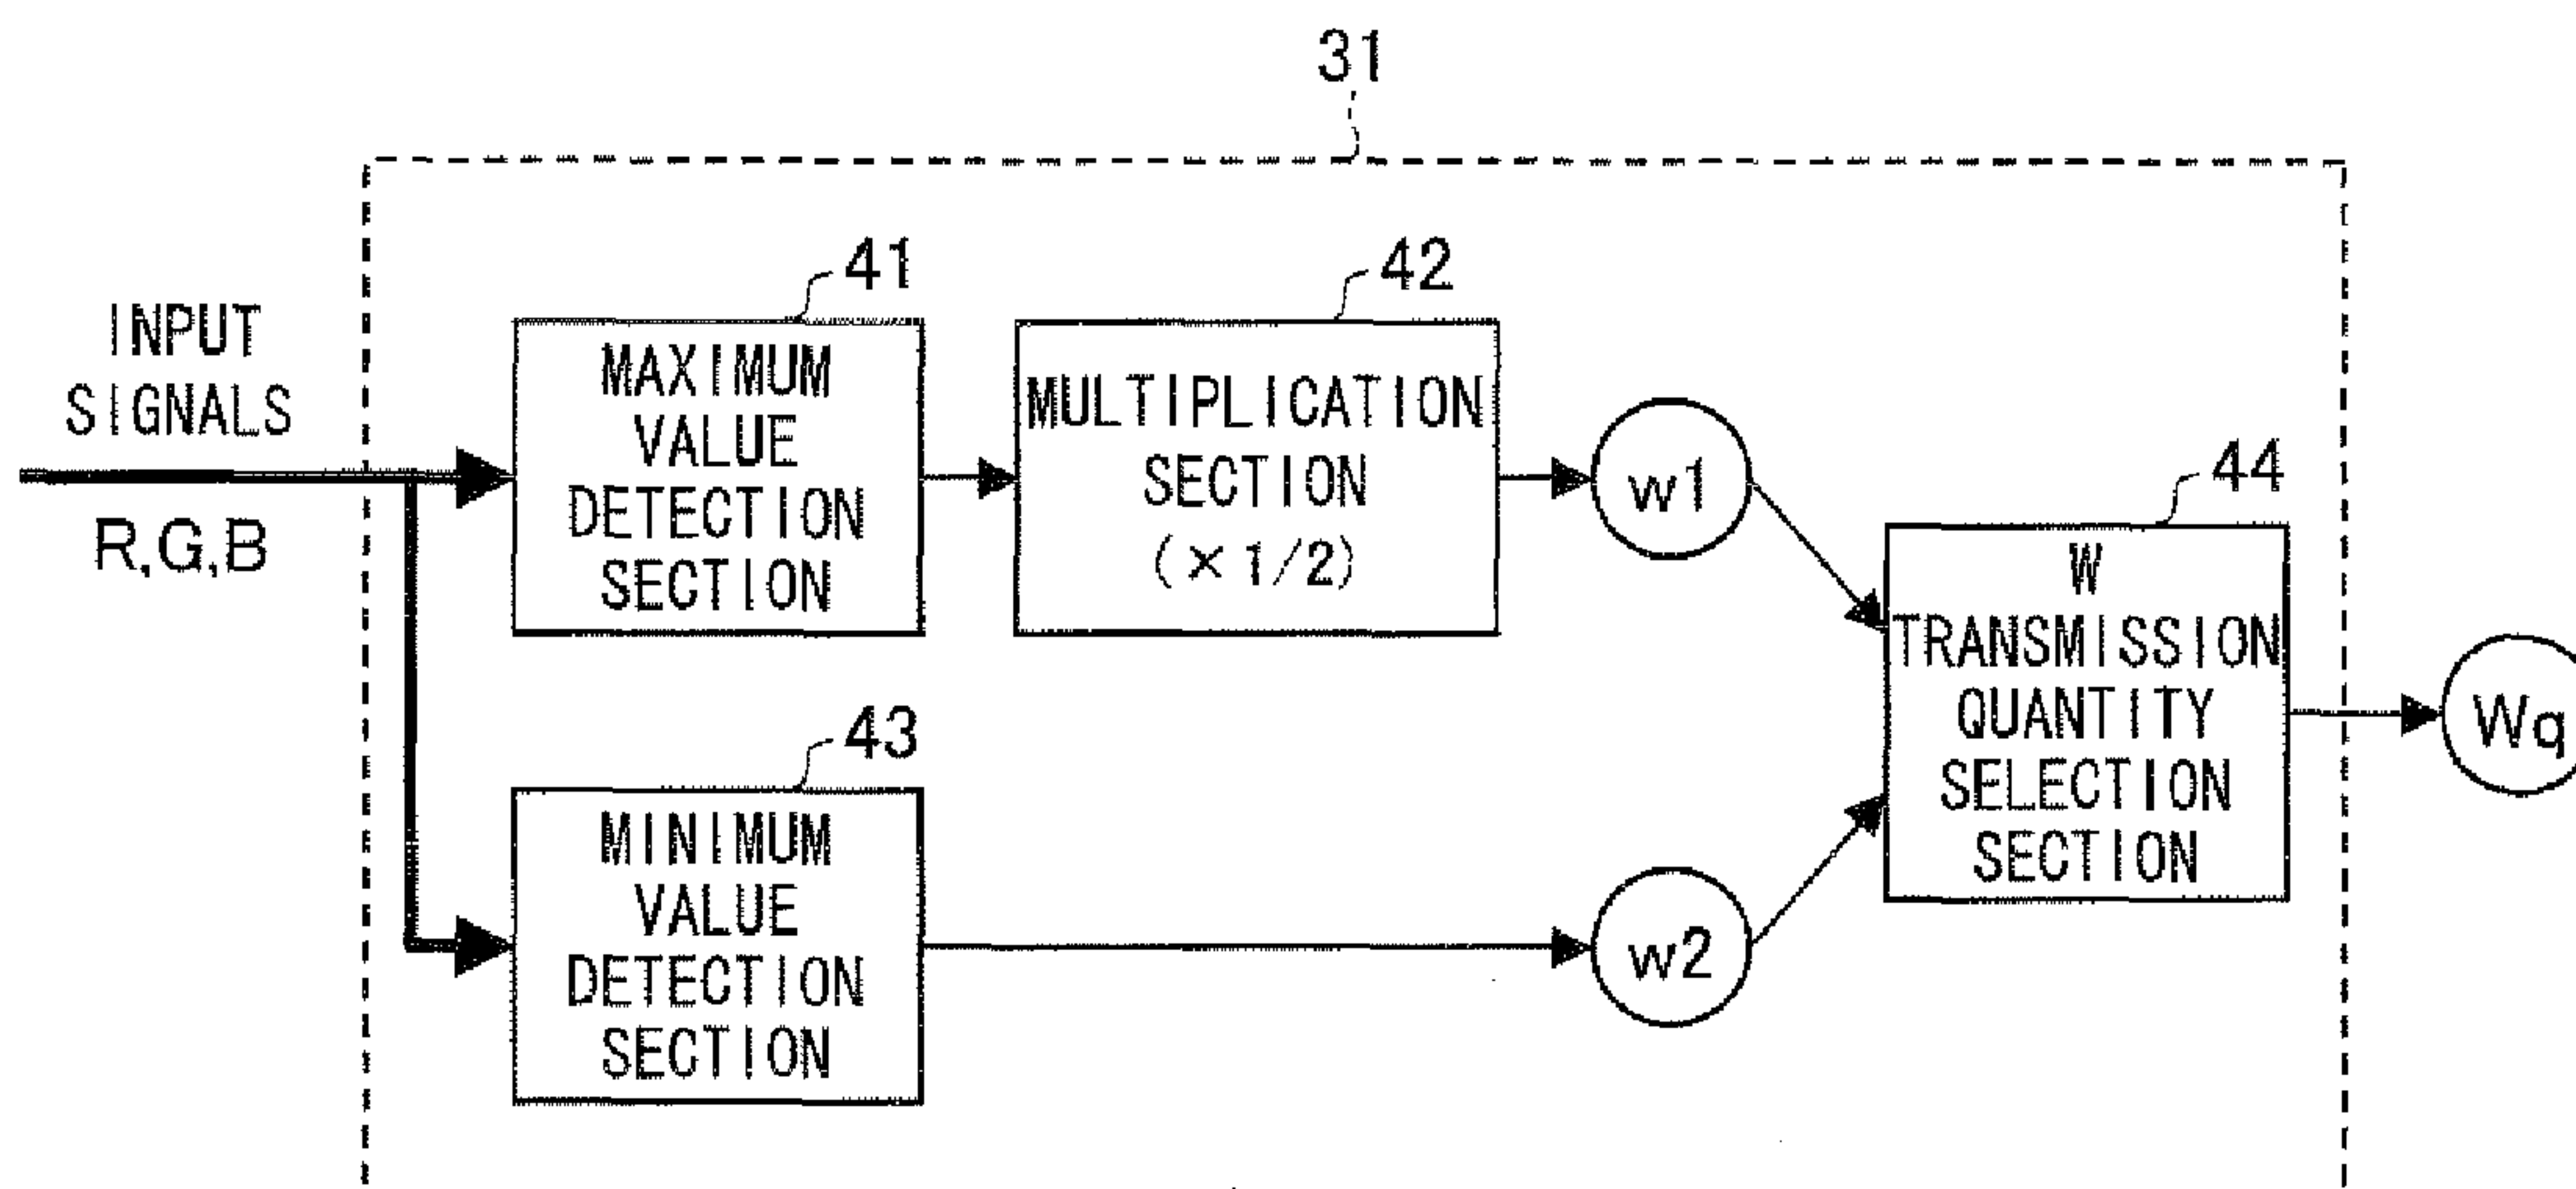 31
INPUT
SIGNALS
R,G,B
41
MAXIMUM
VALUE
DETECTION
SECTION
42
MULTIPLICATION
SECTION
(×1/2)
w1
43
MINIMUM
VALUE
DETECTION
SECTION
w2
44
W
TRANSMISSION
QUANTITY
SELECTION
SECTION
Wq